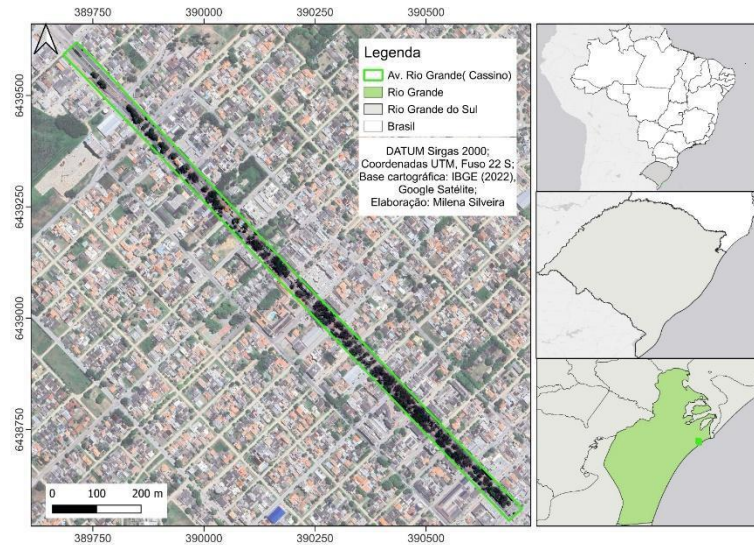 389750 390000 390250 390500
6439500
6439250
6439000
6438750
Legenda
Av. Rio Grande( Cassino)
Rio Grande
Rio Grande do Sul
Brasil
DATUM Sirgas 2000;
Coordenadas UTM, Fuso 22 S;
Base cartográfica: IBGE (2022),
Google Satélite;
Elaboração: Milena Silveira
0 100 200 m
389750 390000 390250 390500